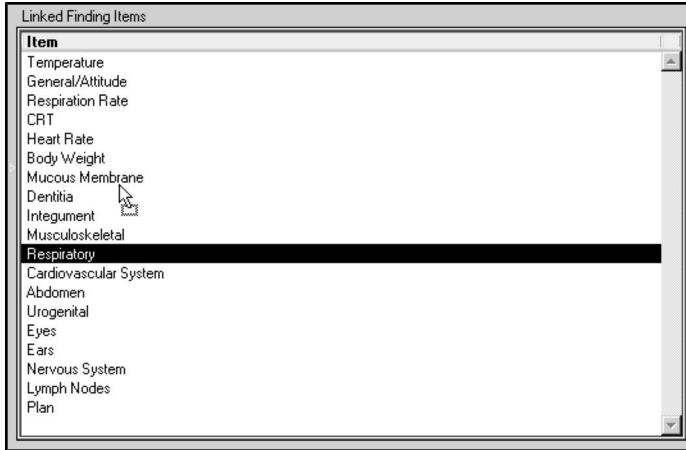 Linked Finding Items
Item
Temperature
General/Attitude
Respiration Rate
CRT
Heart Rate
Body Weight
Mucous Membrane
Dentitia
Integument
Musculoskeletal
Respiratory
Cardiovascular System
Abdomen
Urogenital
Eyes
Ears
Nervous System
Lymph Nodes
Plan